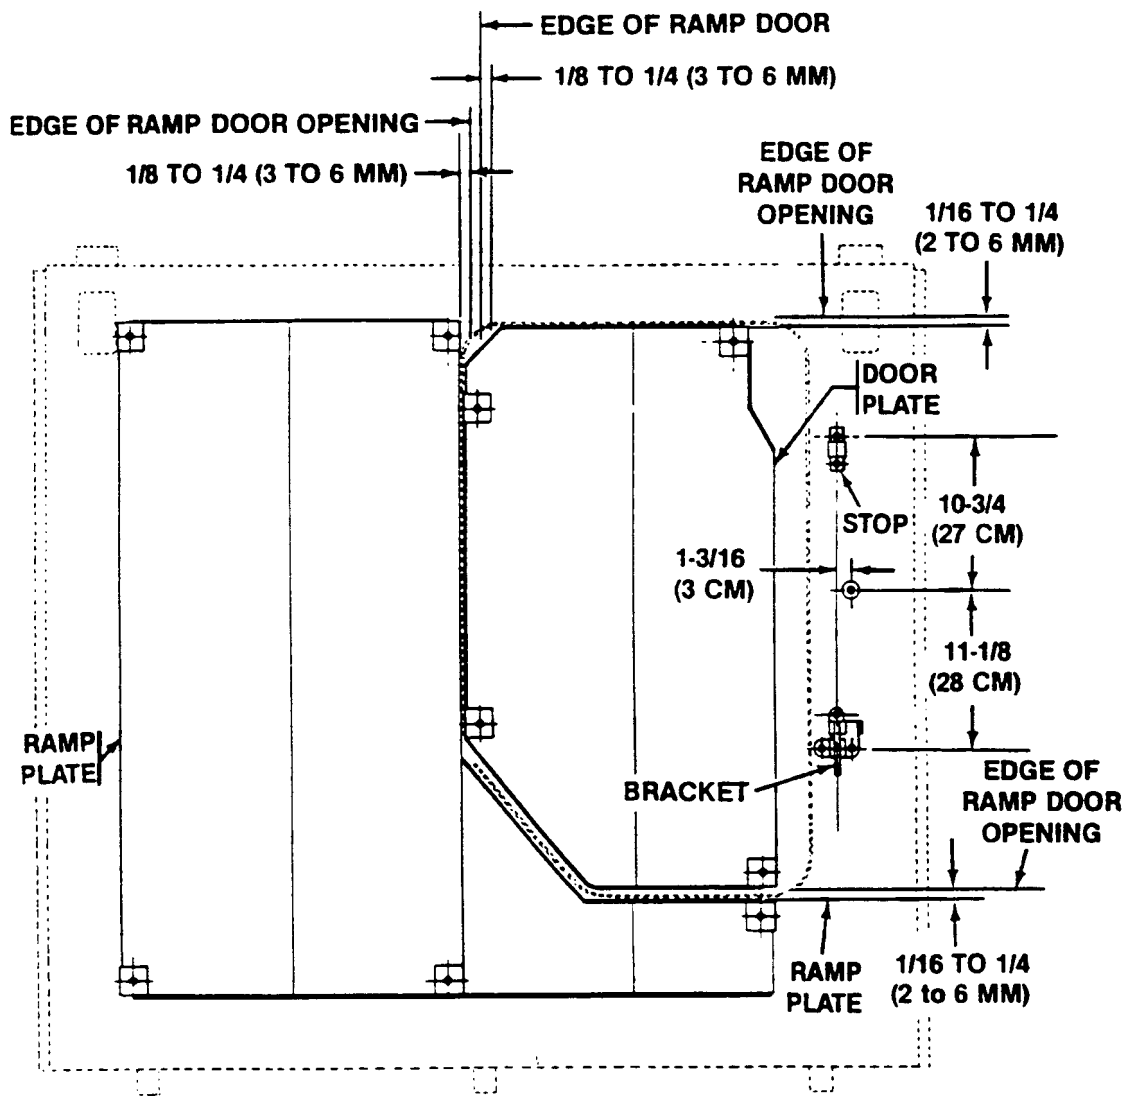 EDGE OF RAMP DOOR
1/8 TO 1/4 (3 TO 6 MM)
EDGE OF RAMP DOOR OPENING
1/8 TO 1/4 (3 TO 6 MM)
EDGE OF
RAMP DOOR
OPENING
1/16 TO 1/4
(2 TO 6 MM)
DOOR
PLATE
STOP
10-3/4
(27 CM)
1-3/16
(3 CM)
11-1/8
(28 CM)
RAMP
PLATE
BRACKET
EDGE OF
RAMP DOOR
OPENING
RAMP
PLATE
1/16 TO 1/4
(2 to 6 MM)